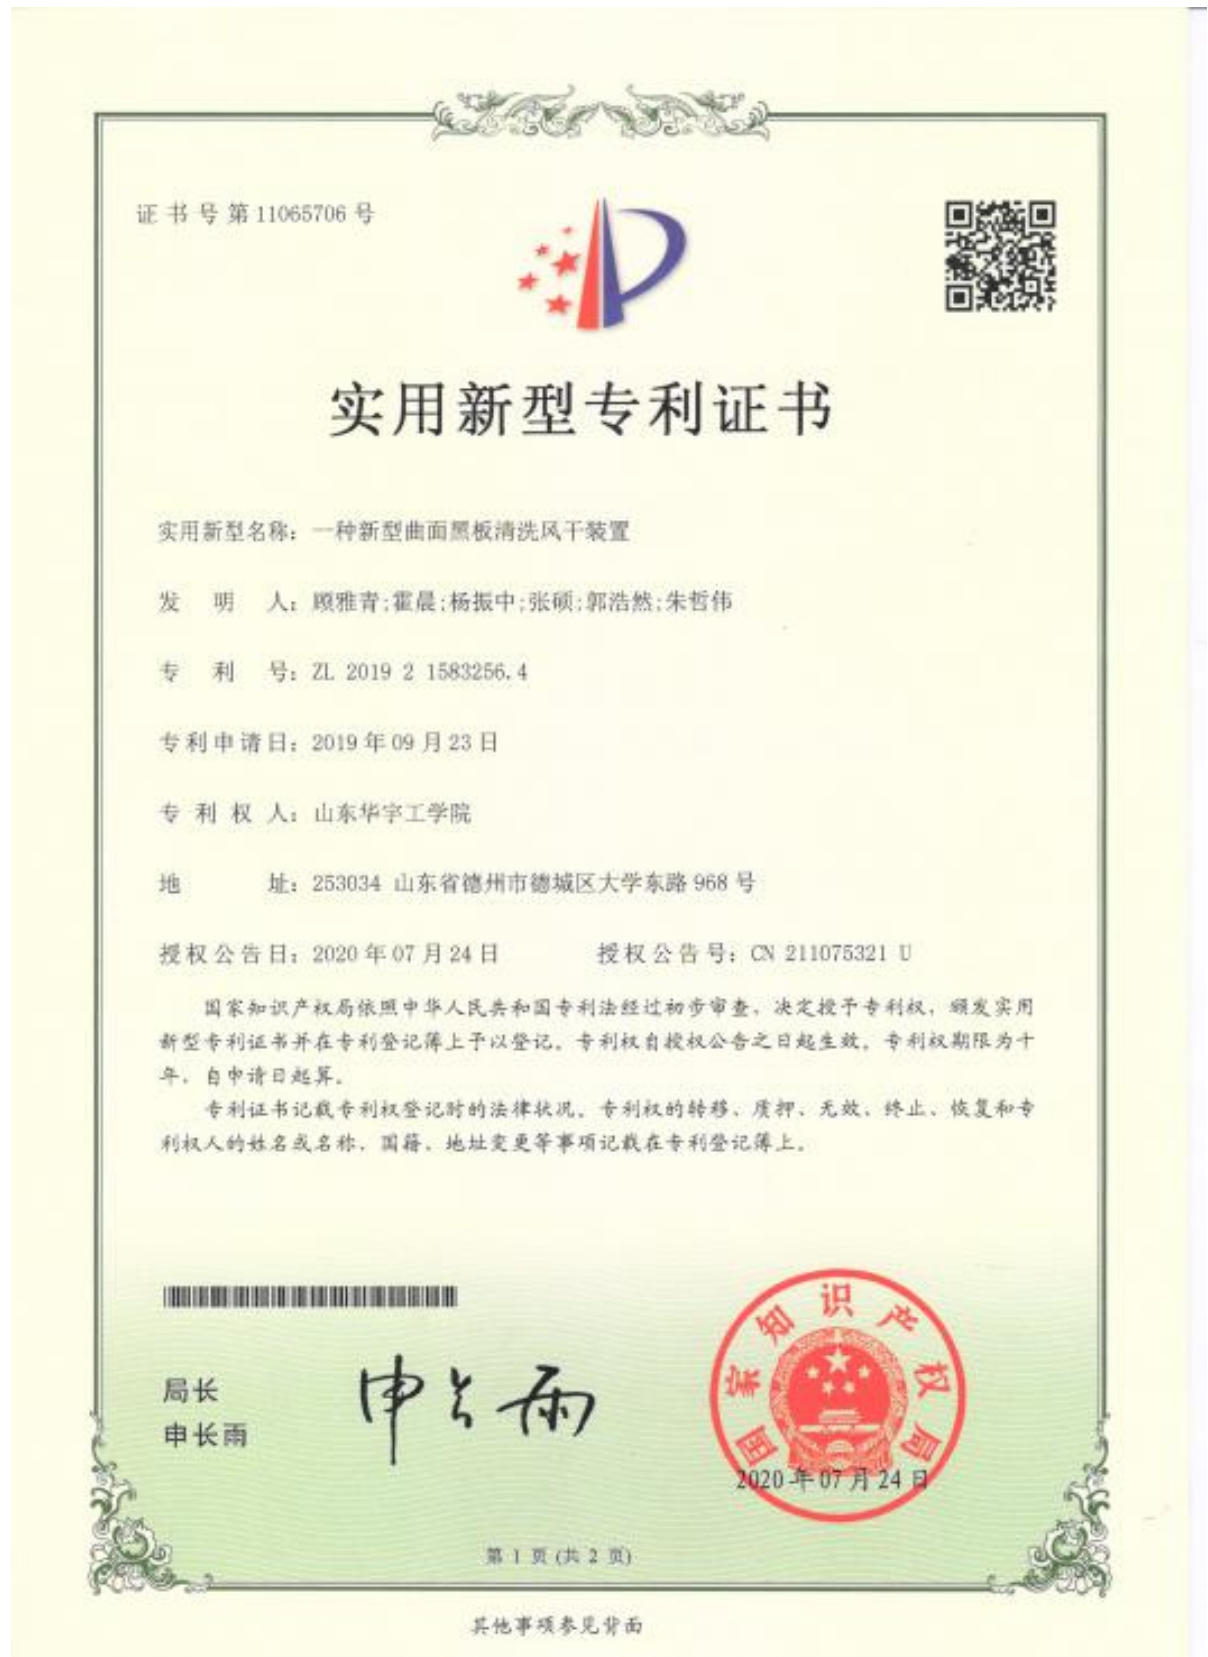 证书号第11065706号
实用新型专利证书
实用新型名称：一种新型曲面黑板清洗风干装置
发明人：顾雅青;霍晨;杨振中;张硕;郭浩然;朱哲伟
专利号：ZL 2019 2 1583256.4
专利申请日：2019年09月23日
专利权人：山东华宇工学院
地址：253034 山东省德州市德城区大学东路968号
授权公告日：2020年07月24日 授权公告号：CN 211075321 U
国家知识产权局依照中华人民共和国专利法经过初步审查，决定授予专利权，颁发实用
新型专利证书并在专利登记簿上予以登记。专利权自授权公告之日起生效。专利权期限为十
年，自申请日起算。
专利证书记载专利权登记时的法律状况。专利权的转移、质押、无效、终止、恢复和专
利权人的姓名或名称、国籍、地址变更等事项记载在专利登记簿上。
局长
申长雨
申长雨
国家知识产权局
2020年07月24日
第1页(共2页)
其他事项参见背面